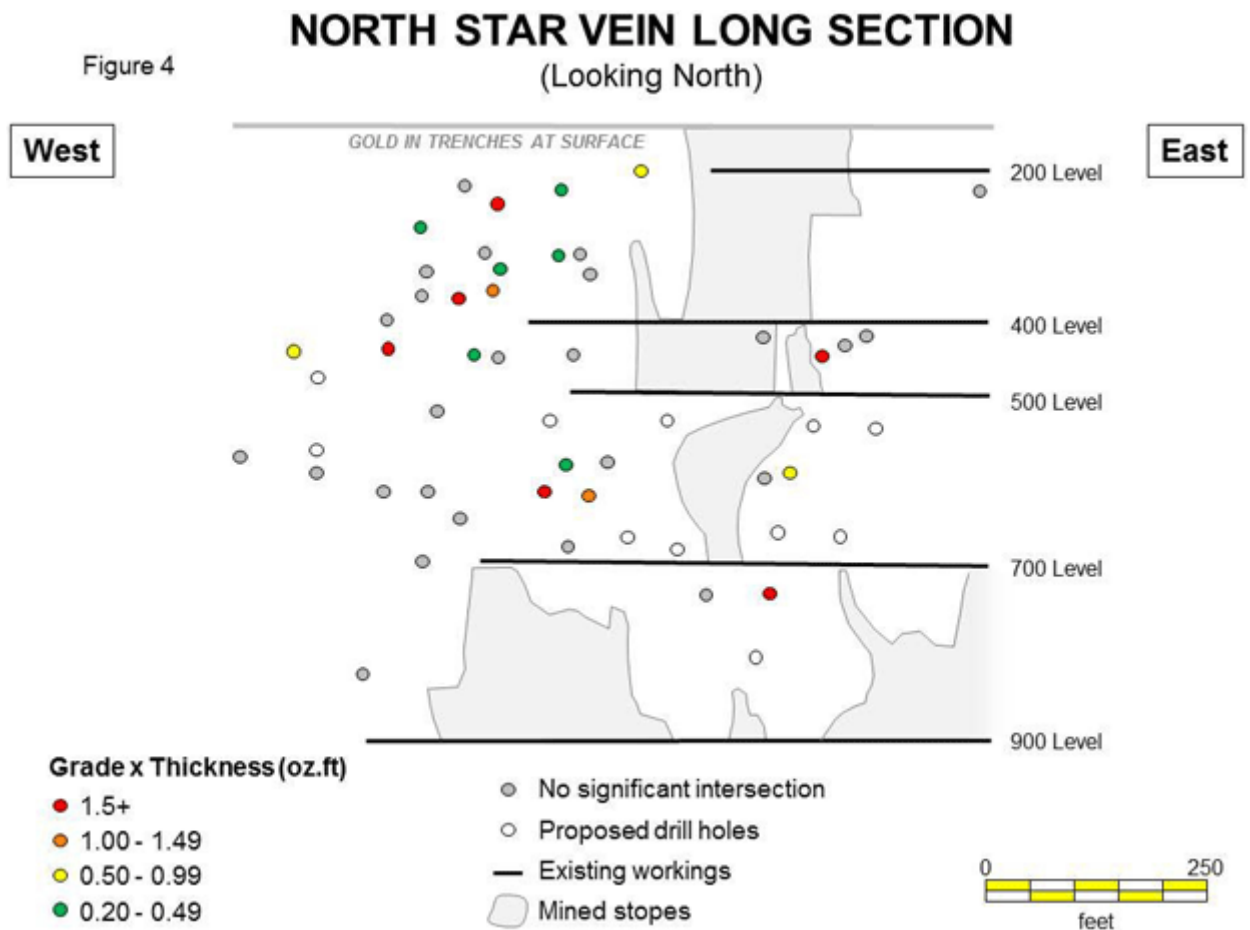 NORTH STAR VEIN LONG SECTION
Figure 4
(Looking North)
West
GOLD IN TRENCHES AT SURFACE
East
200 Level
400 Level
500 Level
700 Level
900 Level
Grade x Thickness (oz.ft)
1.5+
1.00 - 1.49
0.50 - 0.99
0.20 - 0.49
No significant intersection
Proposed drill holes
Existing workings
Mined stopes
0 250
feet